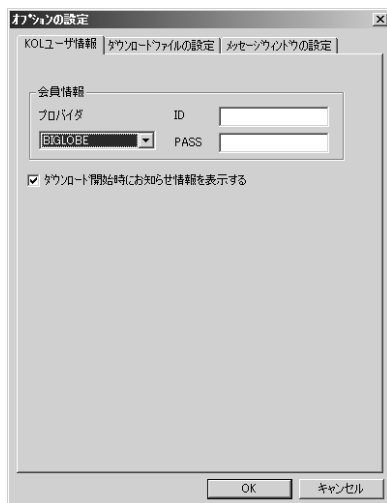 ｵﾌﾟｼｮﾝの設定
KOLユーザ情報 ﾀﾞｳﾝﾛｰﾄﾞﾌｧｲﾙの設定 ﾒｯｾｰｼﾞｳｨﾝﾄﾞｳの設定
会員情報
プロバイダ ID
BIGLOBE PASS
ﾀﾞｳﾝﾛｰﾄﾞ開始時にお知らせ情報を表示する
OK キャンセル